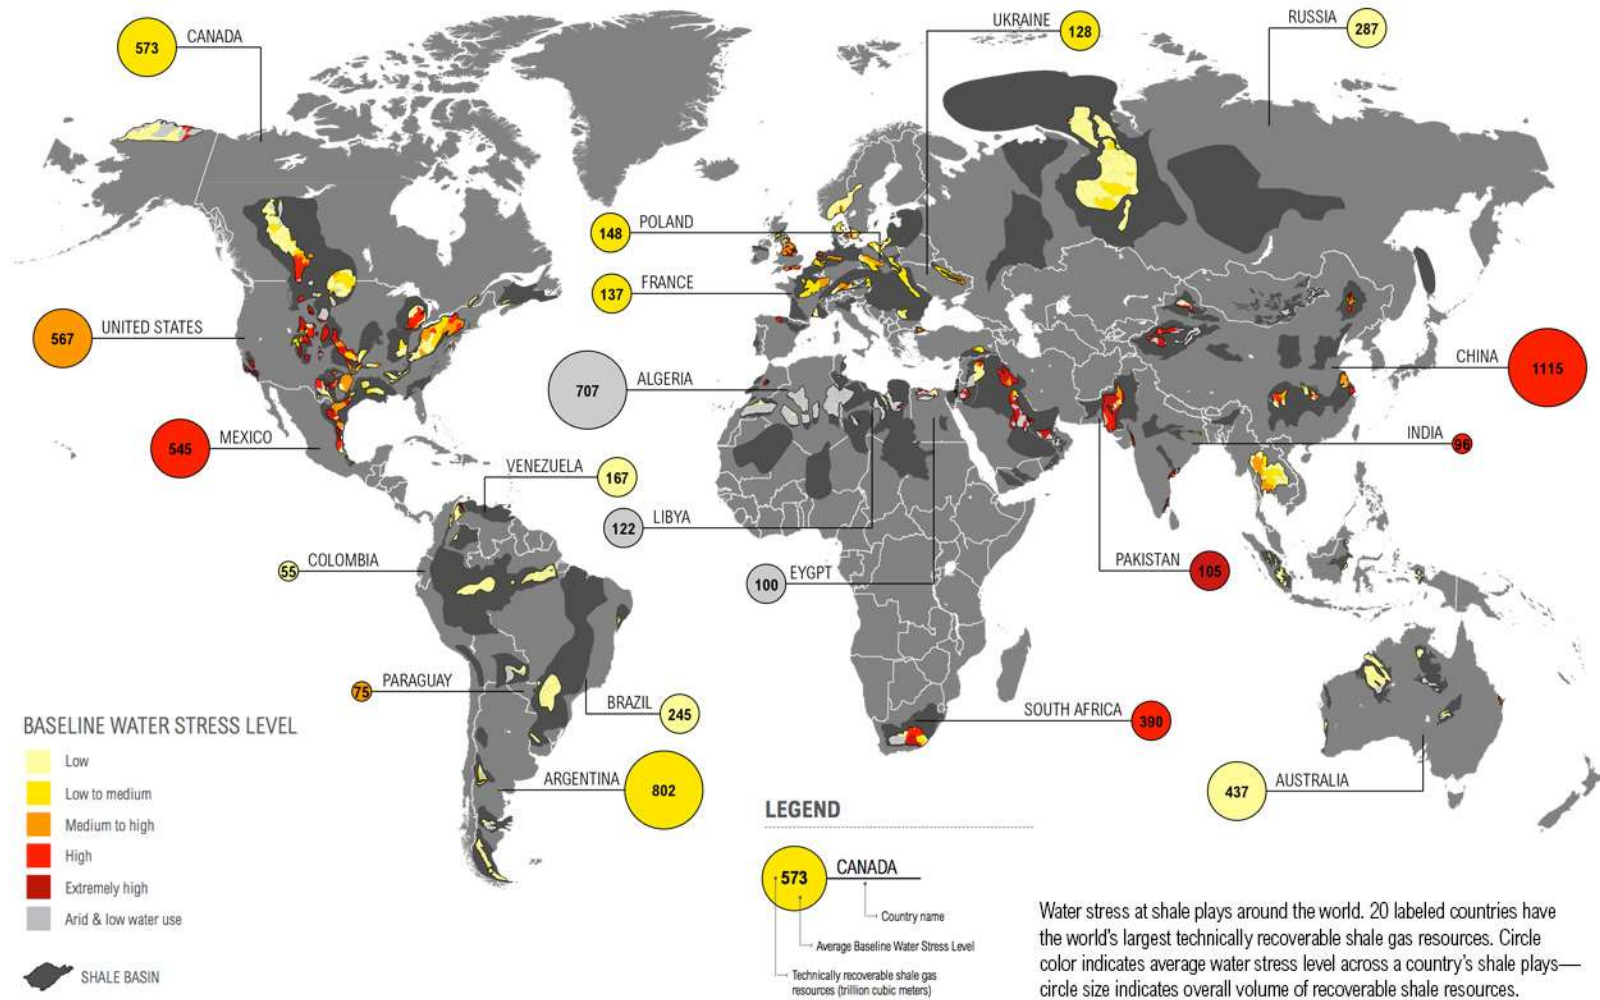 573 CANADA
UKRAINE 128
RUSSIA 287
148 POLAND
137 FRANCE
567 UNITED STATES
707 ALGERIA
CHINA 1115
545 MEXICO
INDIA 96
VENEZUELA 167
122 LIBYA
55 COLOMBIA
100 EYGPT
PAKISTAN 105
75 PARAGUAY
BRAZIL 245
SOUTH AFRICA 390
ARGENTINA 802
437 AUSTRALIA
BASELINE WATER STRESS LEVEL
Low
Low to medium
Medium to high
High
Extremely high
Arid & low water use
SHALE BASIN
LEGEND
573 CANADA
Country name
Average Baseline Water Stress Level
Technically recoverable shale gas
resources (trillion cubic meters)
Water stress at shale plays around the world. 20 labeled countries have
the world's largest technically recoverable shale gas resources. Circle
color indicates average water stress level across a country's shale plays—
circle size indicates overall volume of recoverable shale resources.